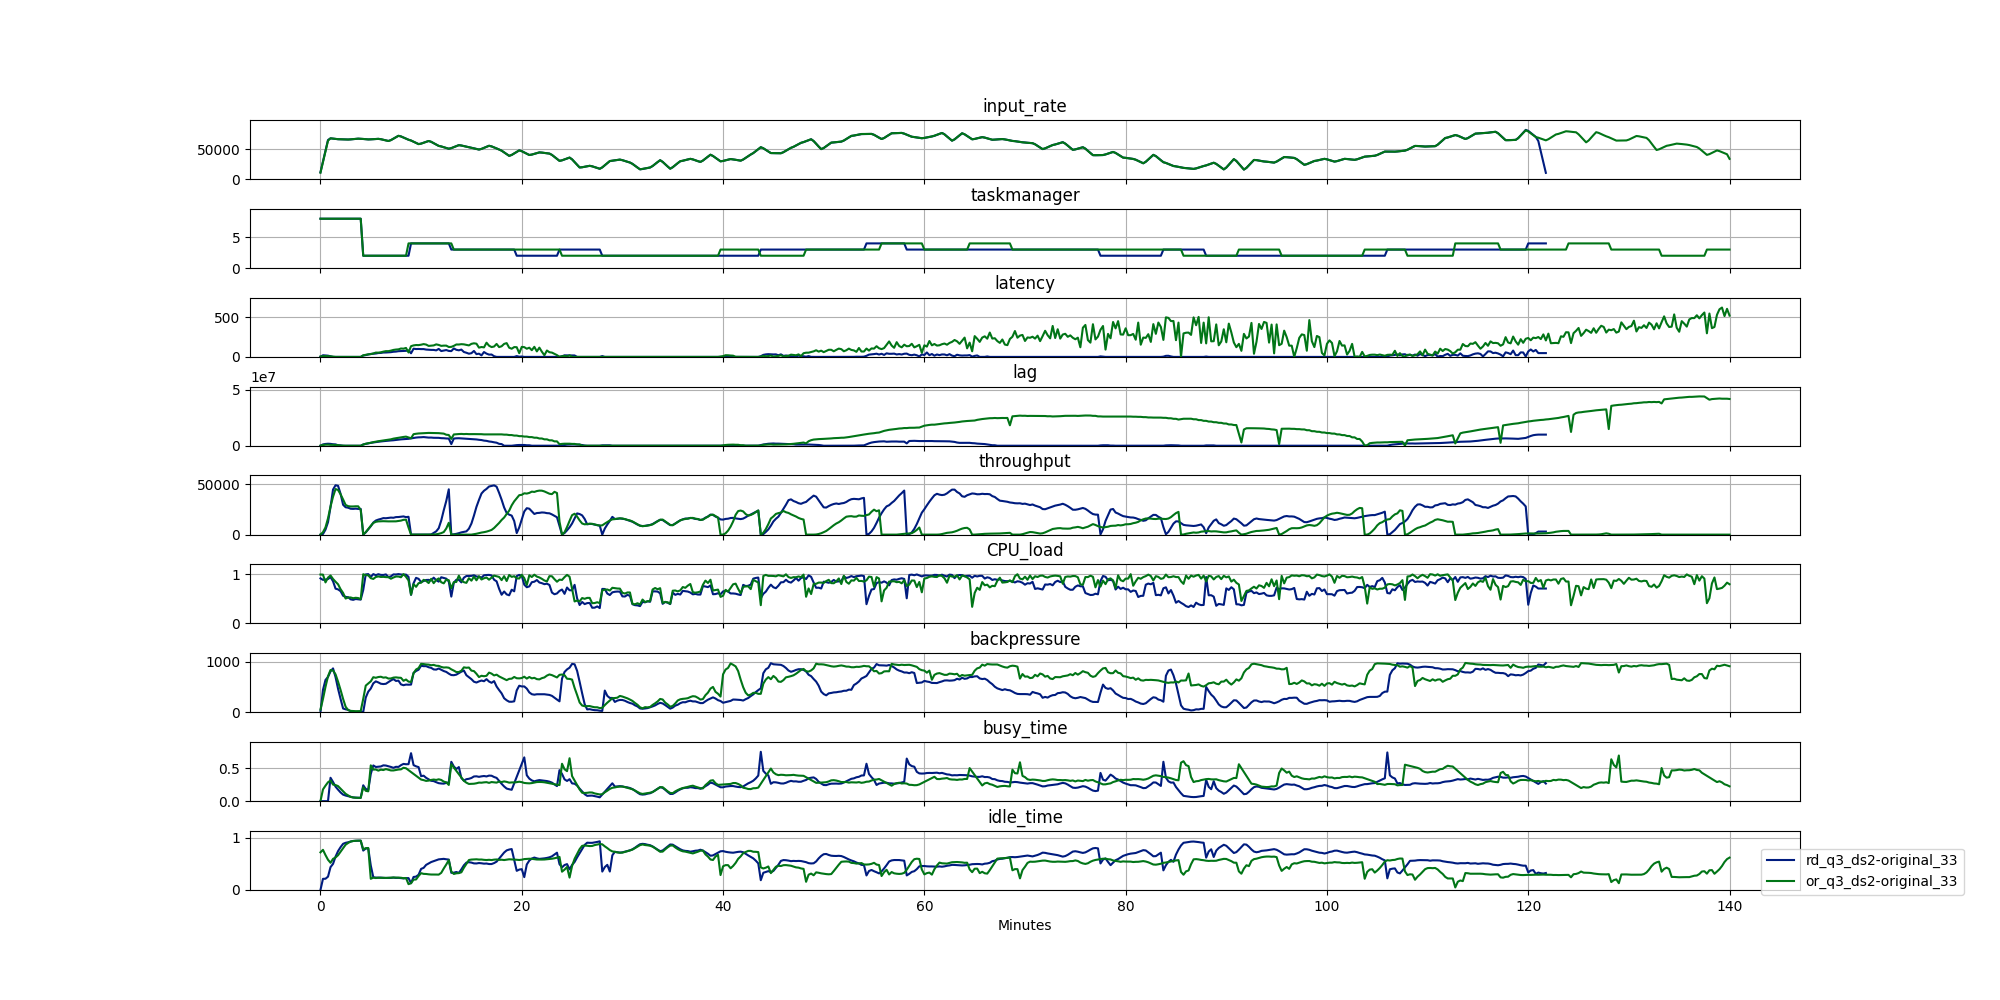 input_rate
50000
0
taskmanager
5
0
latency
500
0
lag
1e7
5
0
throughput
50000
0
CPU_load
1
0
backpressure
1000
0
busy_time
0.5
0.0
idle_time
1
0
0 20 40 60 80 100 120 140
Minutes
rd_q3_ds2-original_33
or_q3_ds2-original_33